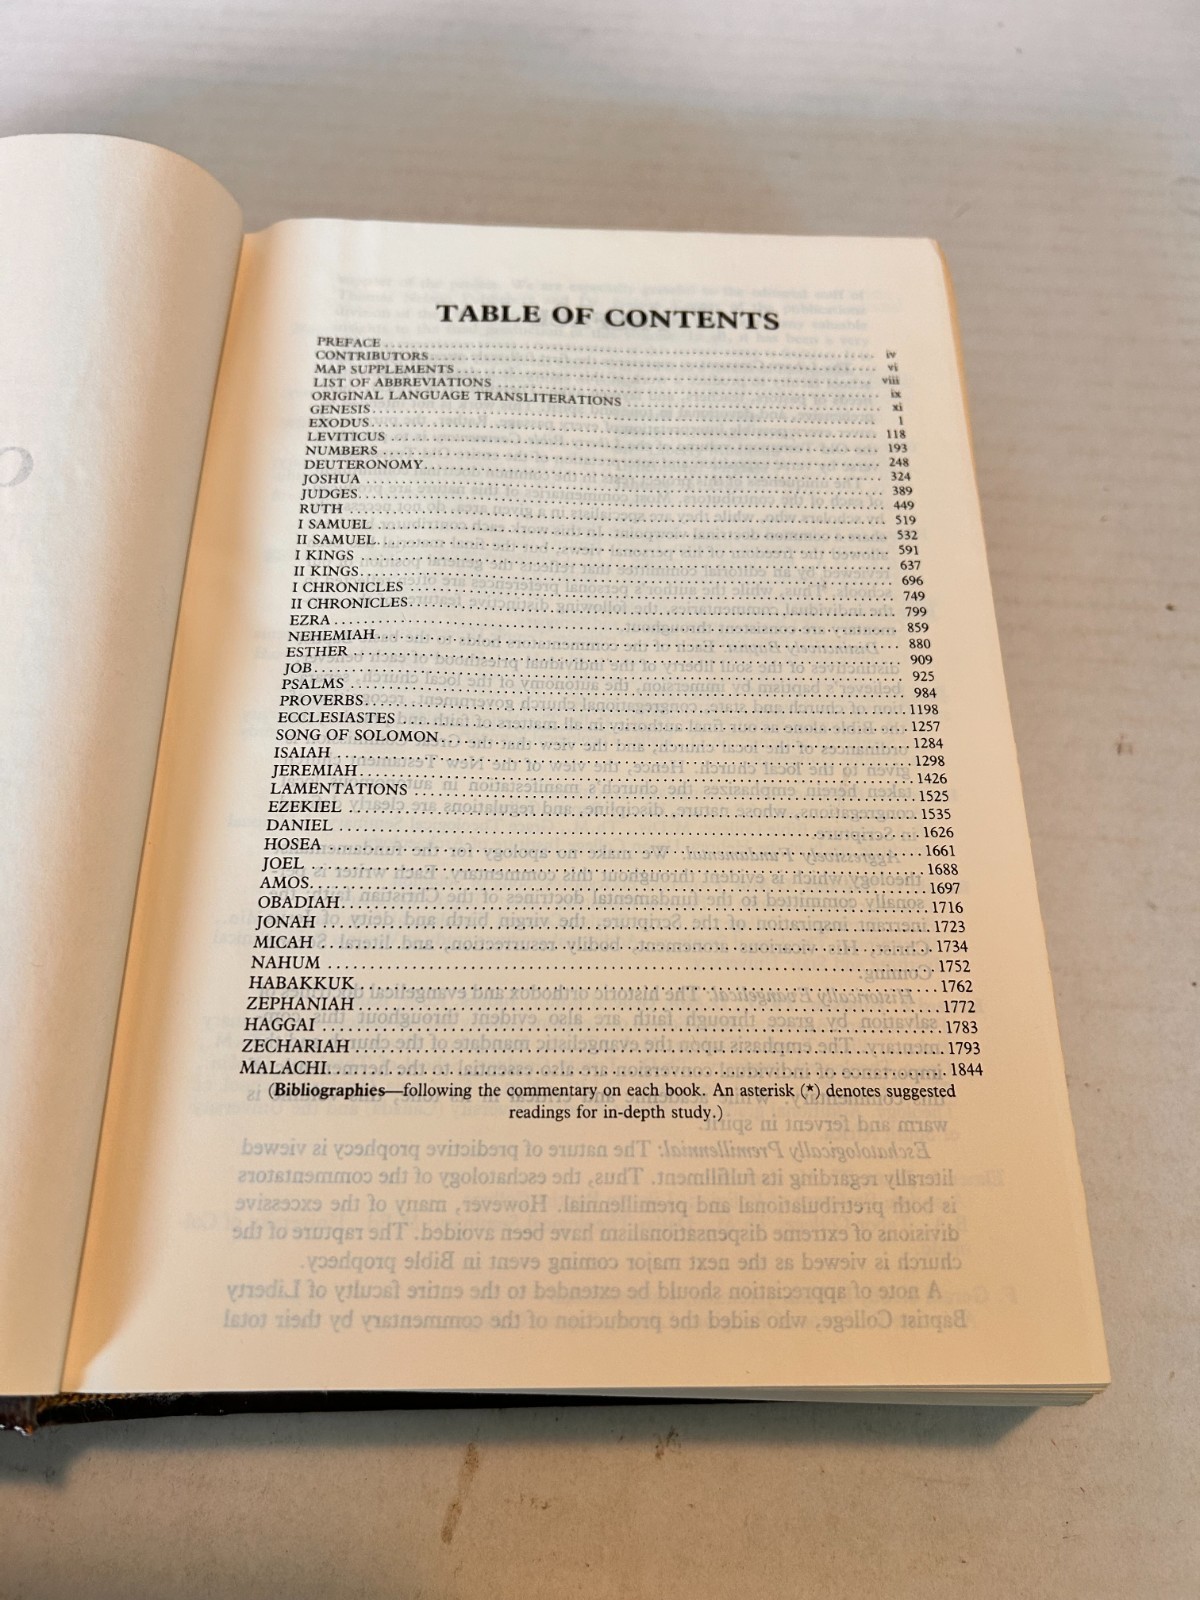 TABLE OF CONTENTS
PREFACE ........ iv
CONTRIBUTORS ........ vi
MAP SUPPLEMENTS ........ viii
LIST OF ABBREVIATIONS ........ ix
ORIGINAL LANGUAGE TRANSLITERATIONS ........ xi
GENESIS ........ 1
EXODUS ........ 118
LEVITICUS ........ 193
NUMBERS ........ 248
DEUTERONOMY ........ 324
JOSHUA ........ 389
JUDGES ........ 449
RUTH ........ 519
I SAMUEL ........ 532
II SAMUEL ........ 591
I KINGS ........ 637
II KINGS ........ 696
I CHRONICLES ........ 749
II CHRONICLES ........ 799
EZRA ........ 859
NEHEMIAH ........ 880
ESTHER ........ 909
JOB ........ 925
PSALMS ........ 984
PROVERBS ........ 1198
ECCLESIASTES ........ 1257
SONG OF SOLOMON ........ 1284
ISAIAH ........ 1298
JEREMIAH ........ 1426
LAMENTATIONS ........ 1525
EZEKIEL ........ 1535
DANIEL ........ 1626
HOSEA ........ 1661
JOEL ........ 1688
AMOS ........ 1697
OBADIAH ........ 1716
JONAH ........ 1723
MICAH ........ 1734
NAHUM ........ 1752
HABAKKUK ........ 1762
ZEPHANIAH ........ 1772
HAGGAI ........ 1783
ZECHARIAH ........ 1793
MALACHI ........ 1844
(Bibliographies—following the commentary on each book. An asterisk (*) denotes suggested
readings for in-depth study.)